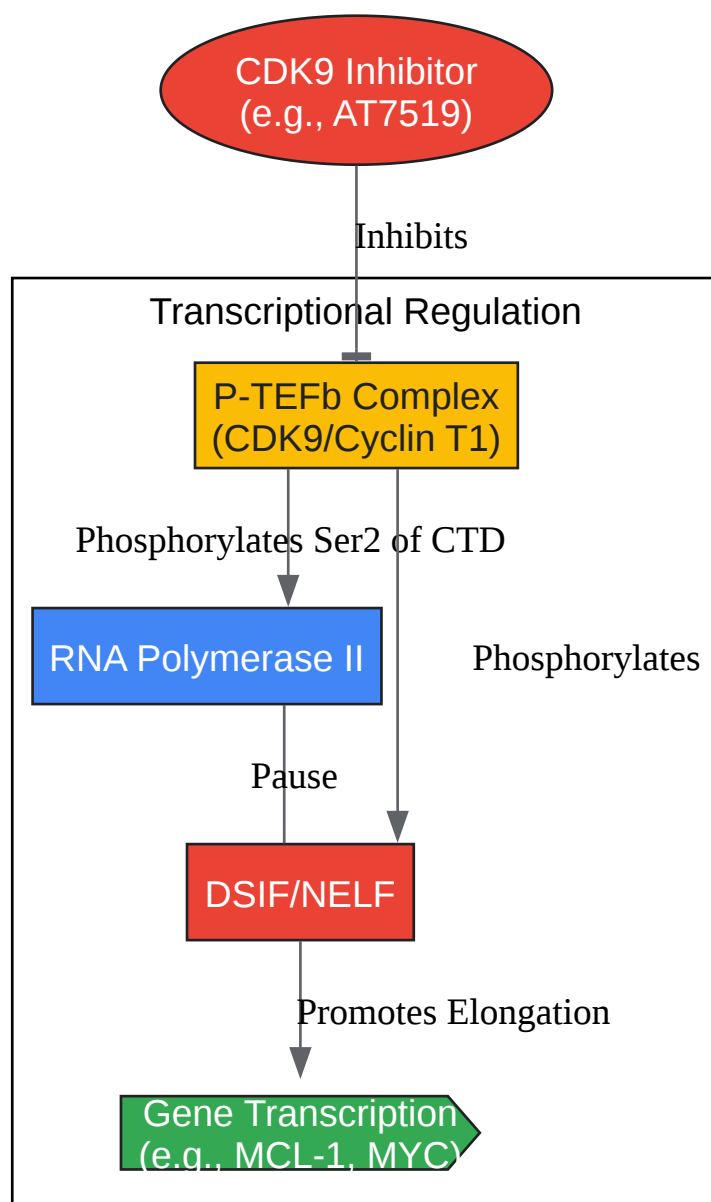 CDK9 Inhibitor
(e.g., AT7519)
Inhibits
Transcriptional Regulation
P-TEFb Complex
(CDK9/Cyclin T1)
Phosphorylates Ser2 of CTD
RNA Polymerase II
Phosphorylates
Pause
DSIF/NELF
Promotes Elongation
Gene Transcription
(e.g., MCL-1, MYC)